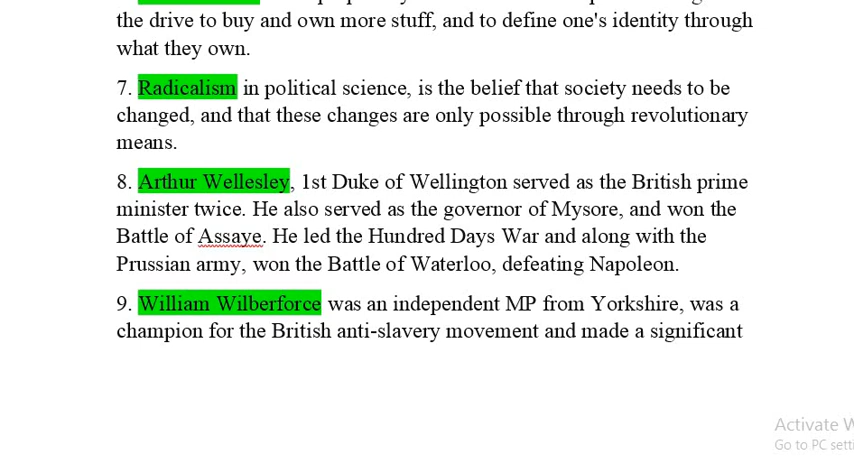 the drive to buy and own more stuff, and to define one's identity through
what they own.
7. Radicalism in political science, is the belief that society needs to be
changed, and that these changes are only possible through revolutionary
means.
8. Arthur Wellesley, 1st Duke of Wellington served as the British prime
minister twice. He also served as the governor of Mysore, and won the
Battle of Assaye. He led the Hundred Days War and along with the
Prussian army, won the Battle of Waterloo, defeating Napoleon.
9. William Wilberforce was an independent MP from Yorkshire, was a
champion for the British anti-slavery movement and made a significant
Activate W
Go to PC setti